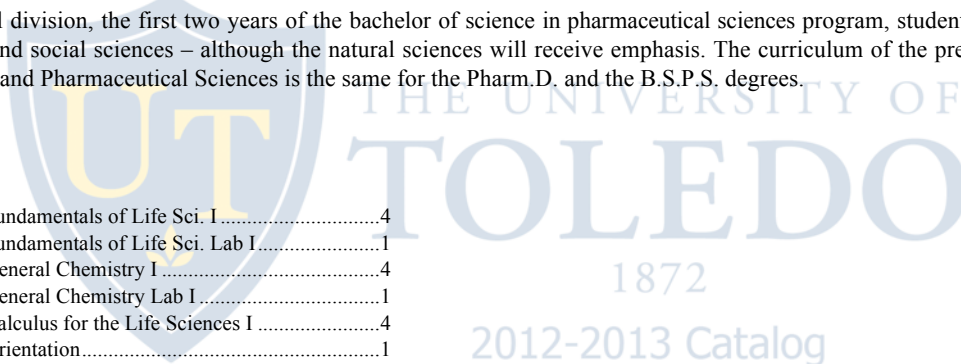 l division, the first two years of the bachelor of science in pharmaceutical sciences program, student
nd social sciences – although the natural sciences will receive emphasis. The curriculum of the pre
and Pharmaceutical Sciences is the same for the Pharm.D. and the B.S.P.S. degrees.
THE UNIVERSITY OF
UT
TOLEDO
1872
undamentals of Life Sci. I..............................4
undamentals of Life Sci. Lab I.......................1
eneral Chemistry I .........................................4
eneral Chemistry Lab I..................................1
alculus for the Life Sciences I .......................4
rientation........................................................1
2012-2013 Catalog